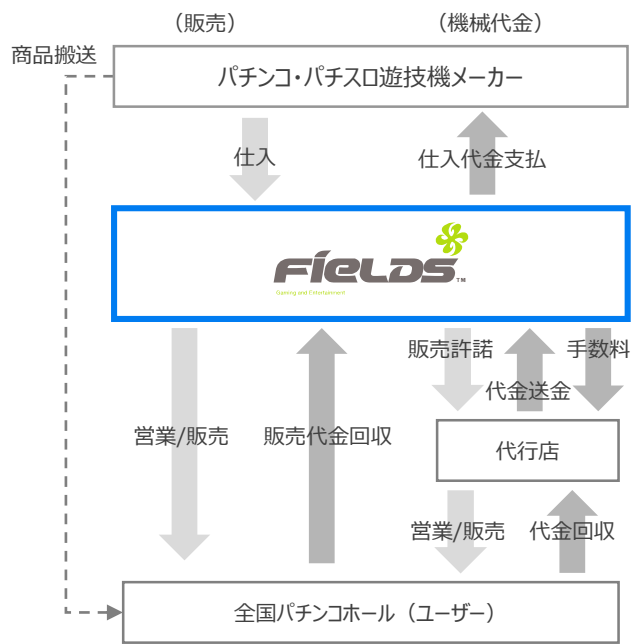 （販売）
（機械代金）
商品搬送
パチンコ・パチスロ遊技機メーカー
仕入
仕入代金支払
FIELDS™
Gaming and Entertainment
販売許諾
手数料
代金送金
営業/販売
販売代金回収
代行店
営業/販売
代金回収
全国パチンコホール（ユーザー）